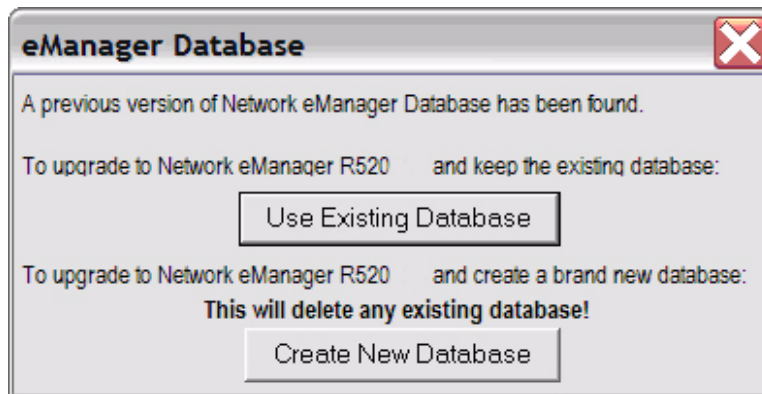 eManager Database
A previous version of Network eManager Database has been found.
To upgrade to Network eManager R520 and keep the existing database:
Use Existing Database
To upgrade to Network eManager R520 and create a brand new database:
This will delete any existing database!
Create New Database